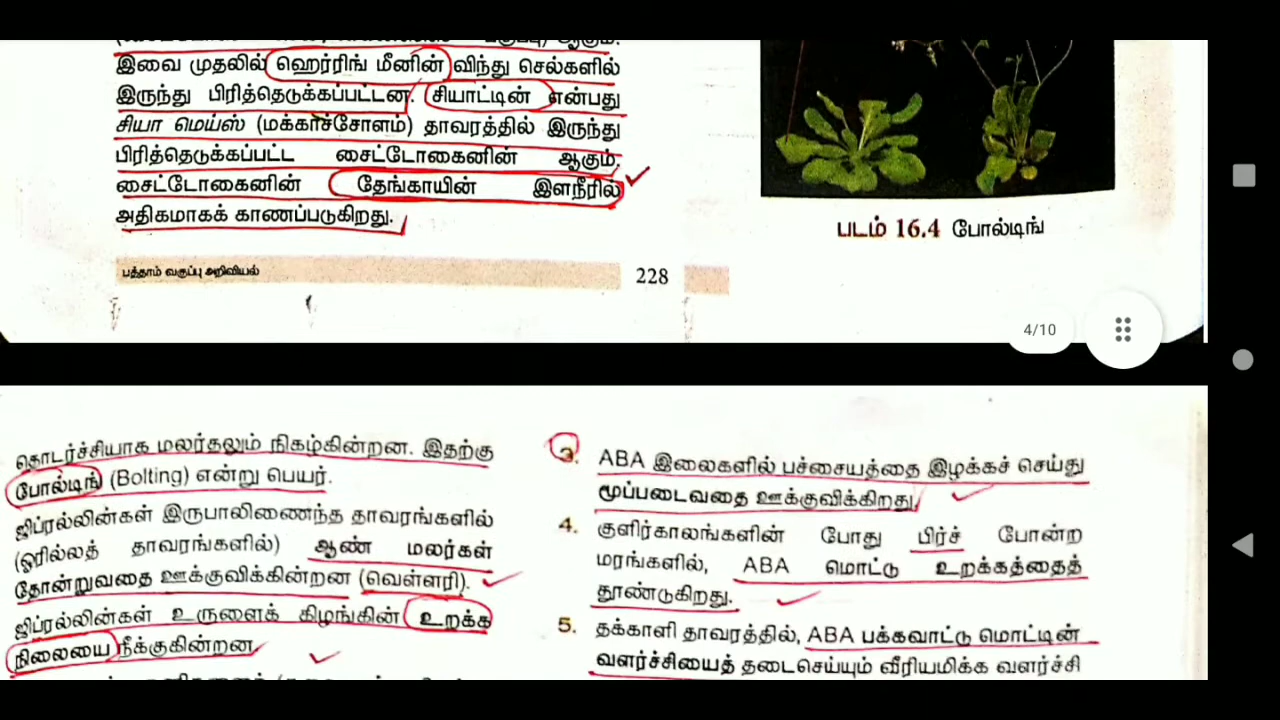 இவை முதலில் ஹெர்ரிங் மீனின் விந்து செல்களில்
இருந்து பிரித்தெடுக்கப்பட்டன. சியாட்டின் என்பது
சியா மெய்ஸ் (மக்காச்சோளம்) தாவரத்தில் இருந்து
பிரித்தெடுக்கப்பட்ட சைட்டோகைனின் ஆகும்.
சைட்டோகைனின் தேங்காயின் இளநீரில்
அதிகமாகக் காணப்படுகிறது.
பத்தாம் வகுப்பு அறிவியல்
228
படம் 16.4 போல்டிங்
4/10
தொடர்ச்சியாக மலர்தலும் நிகழ்கின்றன. இதற்கு
போல்டிங் (Bolting) என்று பெயர்.
ஜிப்ரல்லின்கள் இருபாலிணைந்த தாவரங்களில்
(ஓரில்லத் தாவரங்களில்) ஆண் மலர்கள்
தோன்றுவதை ஊக்குவிக்கின்றன (வெள்ளரி).
ஜிப்ரல்லின்கள் உருளைக் கிழங்கின் உறக்க
நிலையை நீக்குகின்றன
3. ABA இலைகளில் பச்சையத்தை இழக்கச் செய்து
மூப்படைவதை ஊக்குவிக்கிறது
4. குளிர்காலங்களின் போது பிர்ச் போன்ற
மரங்களில், ABA மொட்டு உறக்கத்தைத்
தூண்டுகிறது.
5. தக்காளி தாவரத்தில், ABA பக்கவாட்டு மொட்டின்
வளர்ச்சியைத் தடைசெய்யும் வீரியமிக்க வளர்ச்சி